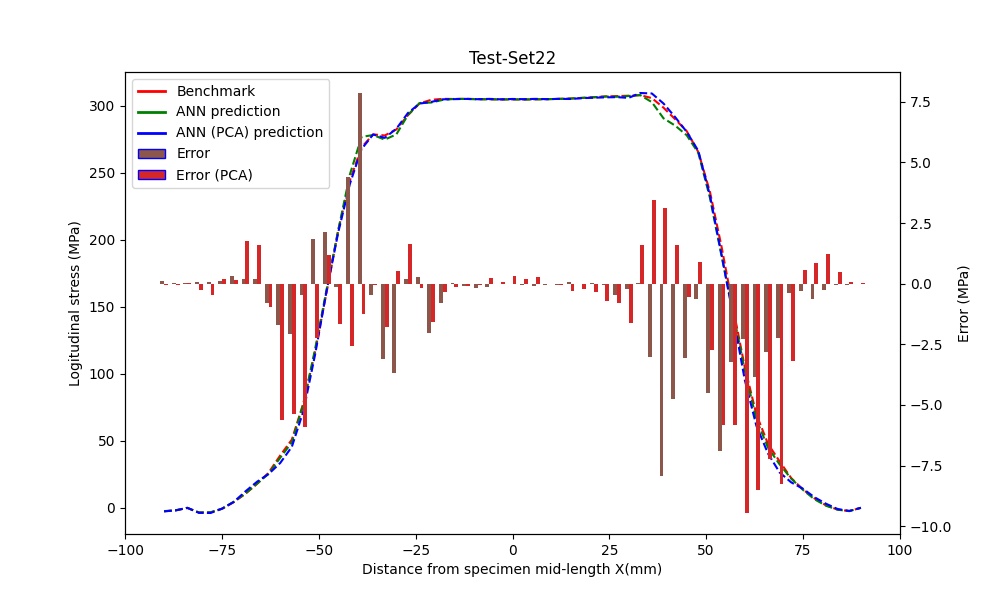 Test-Set22
Benchmark
ANN prediction
ANN (PCA) prediction
Error
Error (PCA)
300
250
200
150
100
50
0
Logitudinal stress (MPa)
7.5
5.0
2.5
0.0
−2.5
−5.0
−7.5
−10.0
Error (MPa)
−100 −75 −50 −25 0 25 50 75 100
Distance from specimen mid-length X(mm)